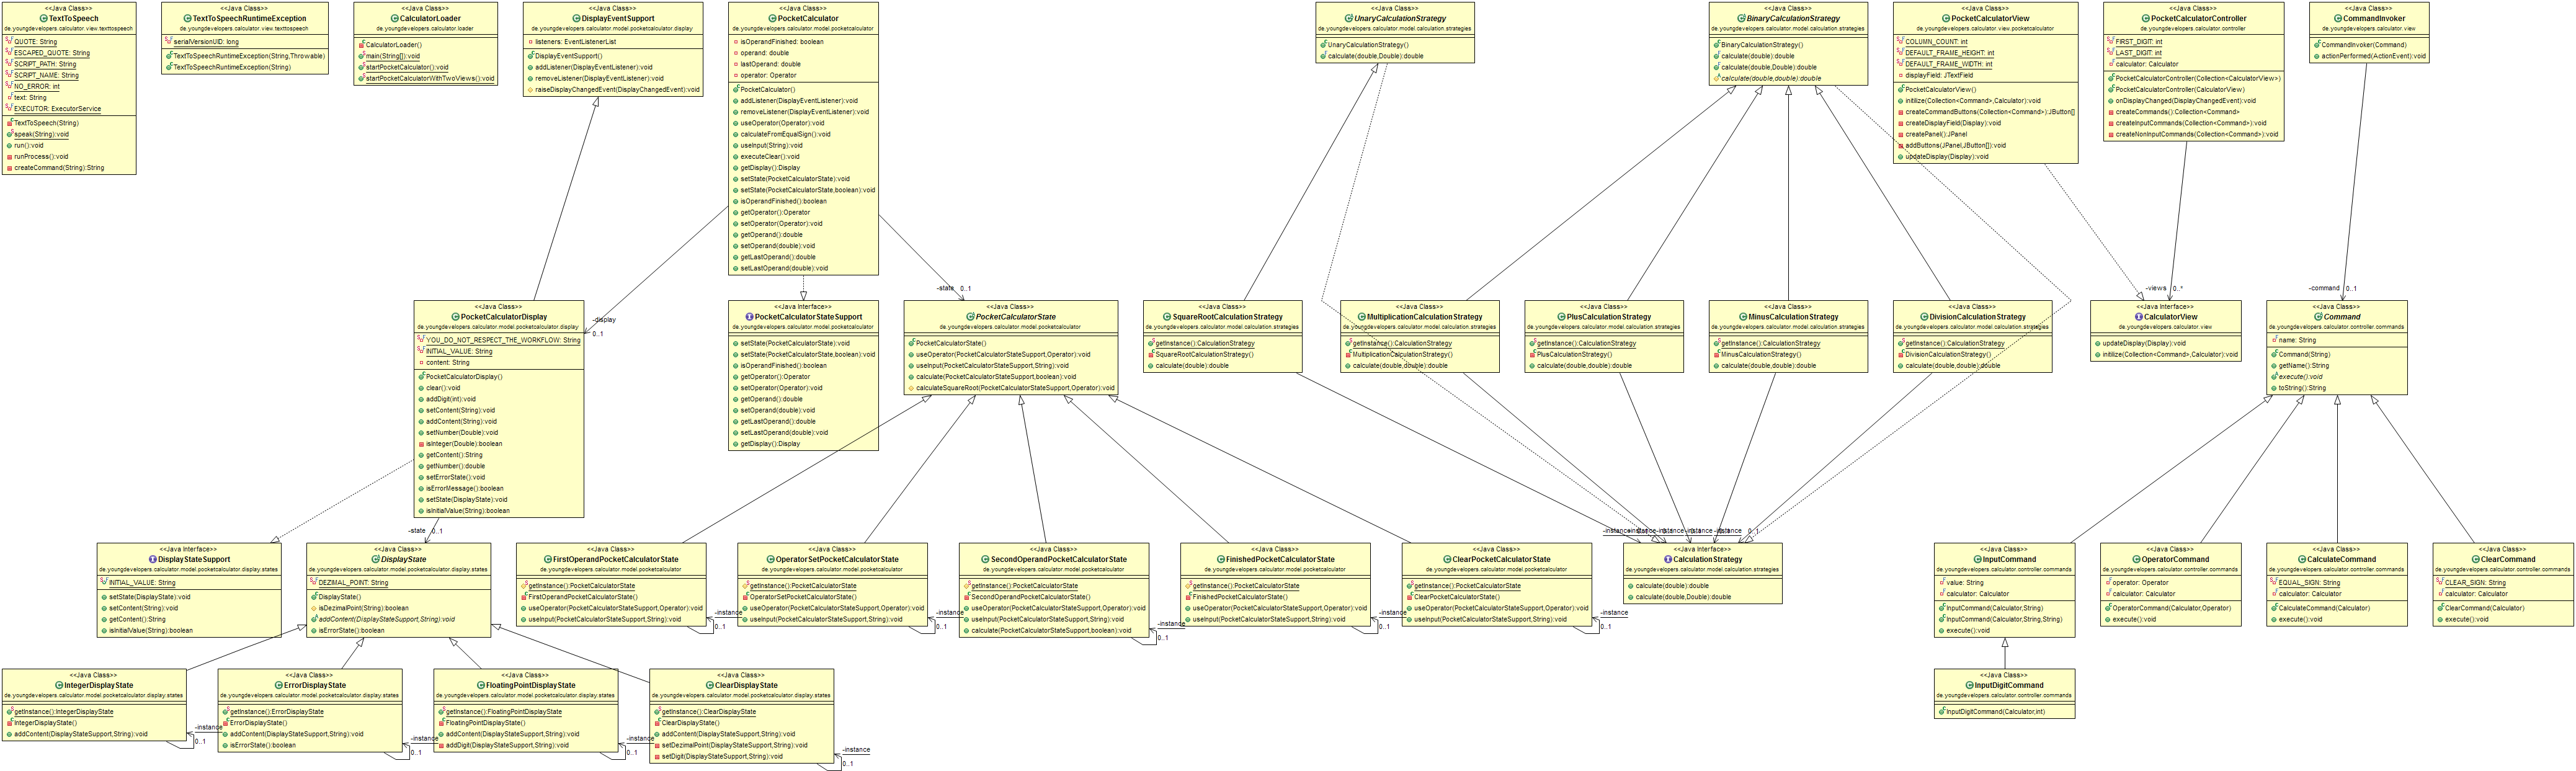 <<Java Class>>
TextToSpeech
de.youngdevelopers.calculator.view.texttospeech
QUOTE: String
ESCAPED_QUOTE: String
SCRIPT_PATH: String
SCRIPT_NAME: String
NO_ERROR: int
text: String
EXECUTOR: ExecutorService
TextToSpeech(String)
speak(String):void
run():void
runProcess():void
createCommand(String):String
<<Java Class>>
TextToSpeechRuntimeException
de.youngdevelopers.calculator.view.texttospeech
serialVersionUID: long
TextToSpeechRuntimeException(String,Throwable)
TextToSpeechRuntimeException(String)
<<Java Class>>
CalculatorLoader
de.youngdevelopers.calculator.loader
CalculatorLoader()
main(String[]):void
startPocketCalculator():void
startPocketCalculatorWithTwoViews():void
<<Java Class>>
DisplayEventSupport
de.youngdevelopers.calculator.model.pocketcalculator.display
listeners: EventListenerList
DisplayEventSupport()
addListener(DisplayEventListener):void
removeListener(DisplayEventListener):void
raiseDisplayChangedEvent(DisplayChangedEvent):void
<<Java Class>>
PocketCalculator
de.youngdevelopers.calculator.model.pocketcalculator
isOperandFinished: boolean
operand: double
lastOperand: double
operator: Operator
PocketCalculator()
addListener(DisplayEventListener):void
removeListener(DisplayEventListener):void
useOperator(Operator):void
calculateFromEqualSign():void
useInput(String):void
executeClear():void
getDisplay():Display
setState(PocketCalculatorState):void
setState(PocketCalculatorState,boolean):void
isOperandFinished():boolean
getOperator():Operator
setOperator(Operator):void
getOperand():double
setOperand(double):void
getLastOperand():double
setLastOperand(double):void
<<Java Class>>
UnaryCalculationStrategy
de.youngdevelopers.calculator.model.calculation.strategies
UnaryCalculationStrategy()
calculate(double,Double):double
<<Java Class>>
BinaryCalculationStrategy
de.youngdevelopers.calculator.model.calculation.strategies
BinaryCalculationStrategy()
calculate(double):double
calculate(double,Double):double
calculate(double,double):double
<<Java Class>>
PocketCalculatorView
de.youngdevelopers.calculator.view.pocketcalculator
COLUMN_COUNT: int
DEFAULT_FRAME_HEIGHT: int
DEFAULT_FRAME_WIDTH: int
displayField: JTextField
PocketCalculatorView()
initilize(Collection<Command>,Calculator):void
createCommandButtons(Collection<Command>):JButton[]
createDisplayField(Display):void
createPanel():JPanel
addButtons(JPanel,JButton[]):void
updateDisplay(Display):void
<<Java Class>>
PocketCalculatorController
de.youngdevelopers.calculator.controller
FIRST_DIGIT: int
LAST_DIGIT: int
calculator: Calculator
PocketCalculatorController(Collection<CalculatorView>)
PocketCalculatorController(CalculatorView)
onDisplayChanged(DisplayChangedEvent):void
createCommands():Collection<Command>
createInputCommands(Collection<Command>):void
createNonInputCommands(Collection<Command>):void
<<Java Class>>
CommandInvoker
de.youngdevelopers.calculator.view
CommandInvoker(Command)
actionPerformed(ActionEvent):void
-display
0..1
-state 0..1
-views 0..*
-command 0..1
<<Java Class>>
PocketCalculatorDisplay
de.youngdevelopers.calculator.model.pocketcalculator.display
YOU_DO_NOT_RESPECT_THE_WORKFLOW: String
INITIAL_VALUE: String
content: String
PocketCalculatorDisplay()
clear():void
addDigit(int):void
setContent(String):void
addContent(String):void
setNumber(Double):void
isInteger(Double):boolean
getContent():String
getNumber():double
setErrorState():void
isErrorMessage():boolean
setState(DisplayState):void
isInitialValue(String):boolean
<<Java Interface>>
PocketCalculatorStateSupport
de.youngdevelopers.calculator.model.pocketcalculator
setState(PocketCalculatorState):void
setState(PocketCalculatorState,boolean):void
isOperandFinished():boolean
getOperator():Operator
setOperator(Operator):void
getOperand():double
setOperand(double):void
getLastOperand():double
setLastOperand(double):void
getDisplay():Display
<<Java Class>>
PocketCalculatorState
de.youngdevelopers.calculator.model.pocketcalculator
PocketCalculatorState()
useOperator(PocketCalculatorStateSupport,Operator):void
useInput(PocketCalculatorStateSupport,String):void
calculate(PocketCalculatorStateSupport,boolean):void
calculateSquareRoot(PocketCalculatorStateSupport,Operator):void
<<Java Class>>
SquareRootCalculationStrategy
de.youngdevelopers.calculator.model.calculation.strategies
getInstance():CalculationStrategy
SquareRootCalculationStrategy()
calculate(double):double
<<Java Class>>
MultiplicationCalculationStrategy
de.youngdevelopers.calculator.model.calculation.strategies
getInstance():CalculationStrategy
MultiplicationCalculationStrategy()
calculate(double,double):double
<<Java Class>>
PlusCalculationStrategy
de.youngdevelopers.calculator.model.calculation.strategies
getInstance():CalculationStrategy
PlusCalculationStrategy()
calculate(double,double):double
<<Java Class>>
MinusCalculationStrategy
de.youngdevelopers.calculator.model.calculation.strategies
getInstance():CalculationStrategy
MinusCalculationStrategy()
calculate(double,double):double
<<Java Class>>
DivisionCalculationStrategy
de.youngdevelopers.calculator.model.calculation.strategies
getInstance():CalculationStrategy
DivisionCalculationStrategy()
calculate(double,double):double
<<Java Interface>>
CalculatorView
de.youngdevelopers.calculator.view
updateDisplay(Display):void
initilize(Collection<Command>,Calculator):void
<<Java Class>>
Command
de.youngdevelopers.calculator.controller.commands
name: String
Command(String)
getName():String
execute():void
toString():String
-state 0..1
<<Java Interface>>
DisplayStateSupport
de.youngdevelopers.calculator.model.pocketcalculator.display.states
INITIAL_VALUE: String
setState(DisplayState):void
setContent(String):void
getContent():String
isInitialValue(String):boolean
<<Java Class>>
DisplayState
de.youngdevelopers.calculator.model.pocketcalculator.display.states
DEZIMAL_POINT: String
DisplayState()
isDezimalPoint(String):boolean
addContent(DisplayStateSupport,String):void
isErrorState():boolean
<<Java Class>>
FirstOperandPocketCalculatorState
de.youngdevelopers.calculator.model.pocketcalculator
getInstance():PocketCalculatorState
FirstOperandPocketCalculatorState()
useOperator(PocketCalculatorStateSupport,Operator):void
useInput(PocketCalculatorStateSupport,String):void
-instance
0..1
<<Java Class>>
OperatorSetPocketCalculatorState
de.youngdevelopers.calculator.model.pocketcalculator
getInstance():PocketCalculatorState
OperatorSetPocketCalculatorState()
useOperator(PocketCalculatorStateSupport,Operator):void
useInput(PocketCalculatorStateSupport,String):void
-instance
0..1
<<Java Class>>
SecondOperandPocketCalculatorState
de.youngdevelopers.calculator.model.pocketcalculator
getInstance():PocketCalculatorState
SecondOperandPocketCalculatorState()
useOperator(PocketCalculatorStateSupport,Operator):void
useInput(PocketCalculatorStateSupport,String):void
calculate(PocketCalculatorStateSupport,boolean):void
-instance
0..1
<<Java Class>>
FinishedPocketCalculatorState
de.youngdevelopers.calculator.model.pocketcalculator
getInstance():PocketCalculatorState
FinishedPocketCalculatorState()
useOperator(PocketCalculatorStateSupport,Operator):void
useInput(PocketCalculatorStateSupport,String):void
-instance
0..1
<<Java Class>>
ClearPocketCalculatorState
de.youngdevelopers.calculator.model.pocketcalculator
getInstance():PocketCalculatorState
ClearPocketCalculatorState()
useOperator(PocketCalculatorStateSupport,Operator):void
useInput(PocketCalculatorStateSupport,String):void
-instance
0..1
-instance
-instance
-instance
-instance
0..1
<<Java Interface>>
CalculationStrategy
de.youngdevelopers.calculator.model.calculation.strategies
calculate(double):double
calculate(double,Double):double
<<Java Class>>
InputCommand
de.youngdevelopers.calculator.controller.commands
value: String
calculator: Calculator
InputCommand(Calculator,String)
InputCommand(Calculator,String,String)
execute():void
<<Java Class>>
OperatorCommand
de.youngdevelopers.calculator.controller.commands
operator: Operator
calculator: Calculator
OperatorCommand(Calculator,Operator)
execute():void
<<Java Class>>
CalculateCommand
de.youngdevelopers.calculator.controller.commands
EQUAL_SIGN: String
calculator: Calculator
CalculateCommand(Calculator)
execute():void
<<Java Class>>
ClearCommand
de.youngdevelopers.calculator.controller.commands
CLEAR_SIGN: String
calculator: Calculator
ClearCommand(Calculator)
execute():void
<<Java Class>>
IntegerDisplayState
de.youngdevelopers.calculator.model.pocketcalculator.display.states
getInstance():IntegerDisplayState
IntegerDisplayState()
addContent(DisplayStateSupport,String):void
-instance
0..1
<<Java Class>>
ErrorDisplayState
de.youngdevelopers.calculator.model.pocketcalculator.display.states
getInstance():ErrorDisplayState
ErrorDisplayState()
addContent(DisplayStateSupport,String):void
isErrorState():boolean
-instance
0..1
<<Java Class>>
FloatingPointDisplayState
de.youngdevelopers.calculator.model.pocketcalculator.display.states
getInstance():FloatingPointDisplayState
FloatingPointDisplayState()
addContent(DisplayStateSupport,String):void
addDigit(DisplayStateSupport,String):void
-instance
0..1
<<Java Class>>
ClearDisplayState
de.youngdevelopers.calculator.model.pocketcalculator.display.states
getInstance():ClearDisplayState
ClearDisplayState()
addContent(DisplayStateSupport,String):void
setDezimalPoint(DisplayStateSupport,String):void
setDigit(DisplayStateSupport,String):void
-instance
0..1
<<Java Class>>
InputDigitCommand
de.youngdevelopers.calculator.controller.commands
InputDigitCommand(Calculator,int)